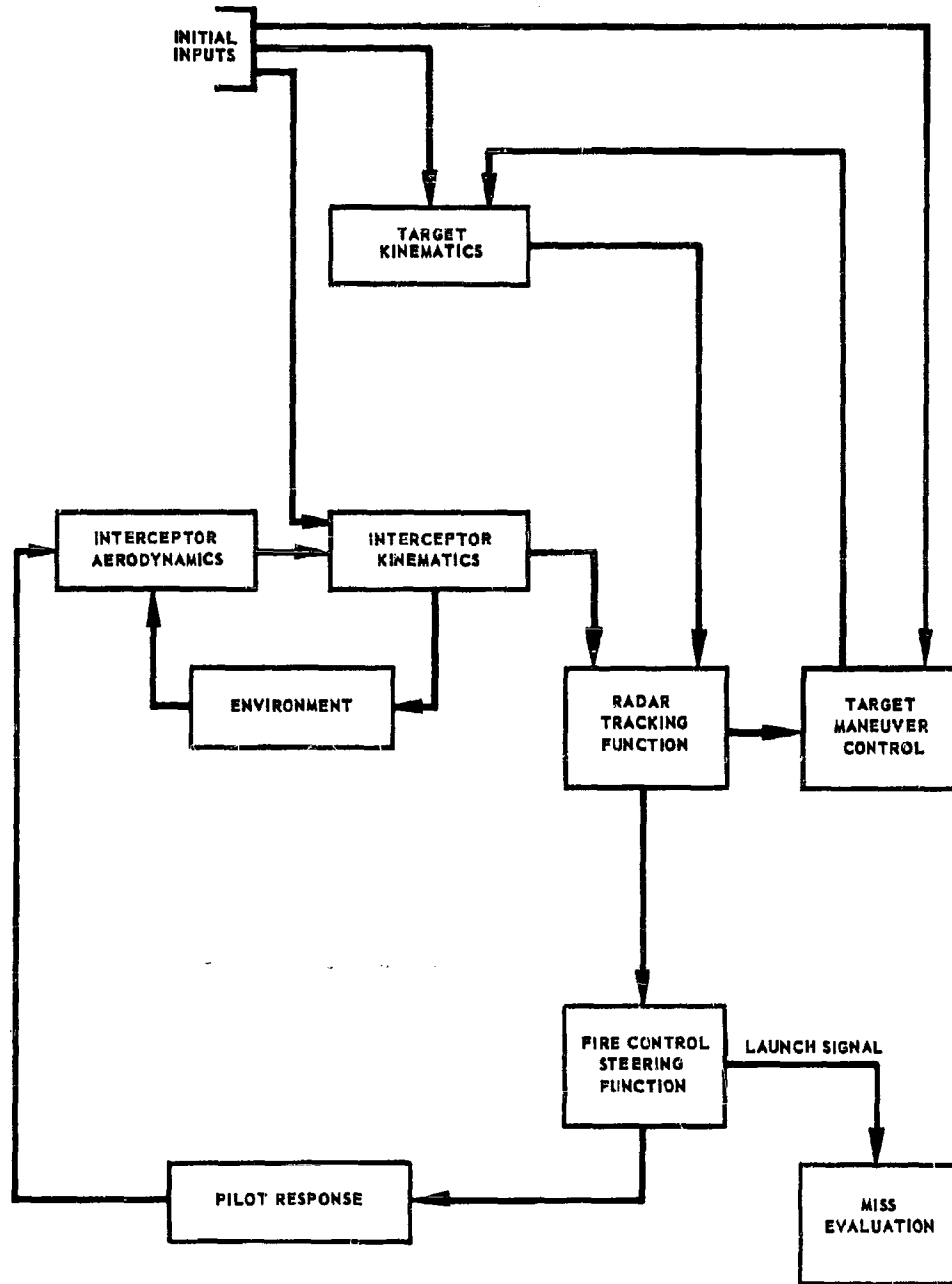 INITIAL
INPUTS
TARGET
KINEMATICS
INTERCEPTOR
AERODYNAMICS
INTERCEPTOR
KINEMATICS
ENVIRONMENT
RADAR
TRACKING
FUNCTION
TARGET
MANEUVER
CONTROL
FIRE CONTROL
STEERING
FUNCTION
LAUNCH SIGNAL
PILOT RESPONSE
MISS
EVALUATION